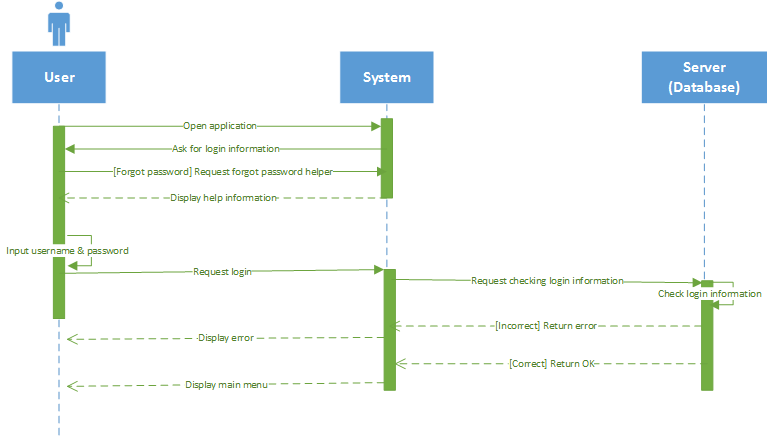 User
System
Server
(Database)
Open application
Ask for login information
[Forgot password] Request forgot password helper
Display help information
Input username & password
Request login
Request checking login information
Check login information
[Incorrect] Return error
Display error
[Correct] Return OK
Display main menu